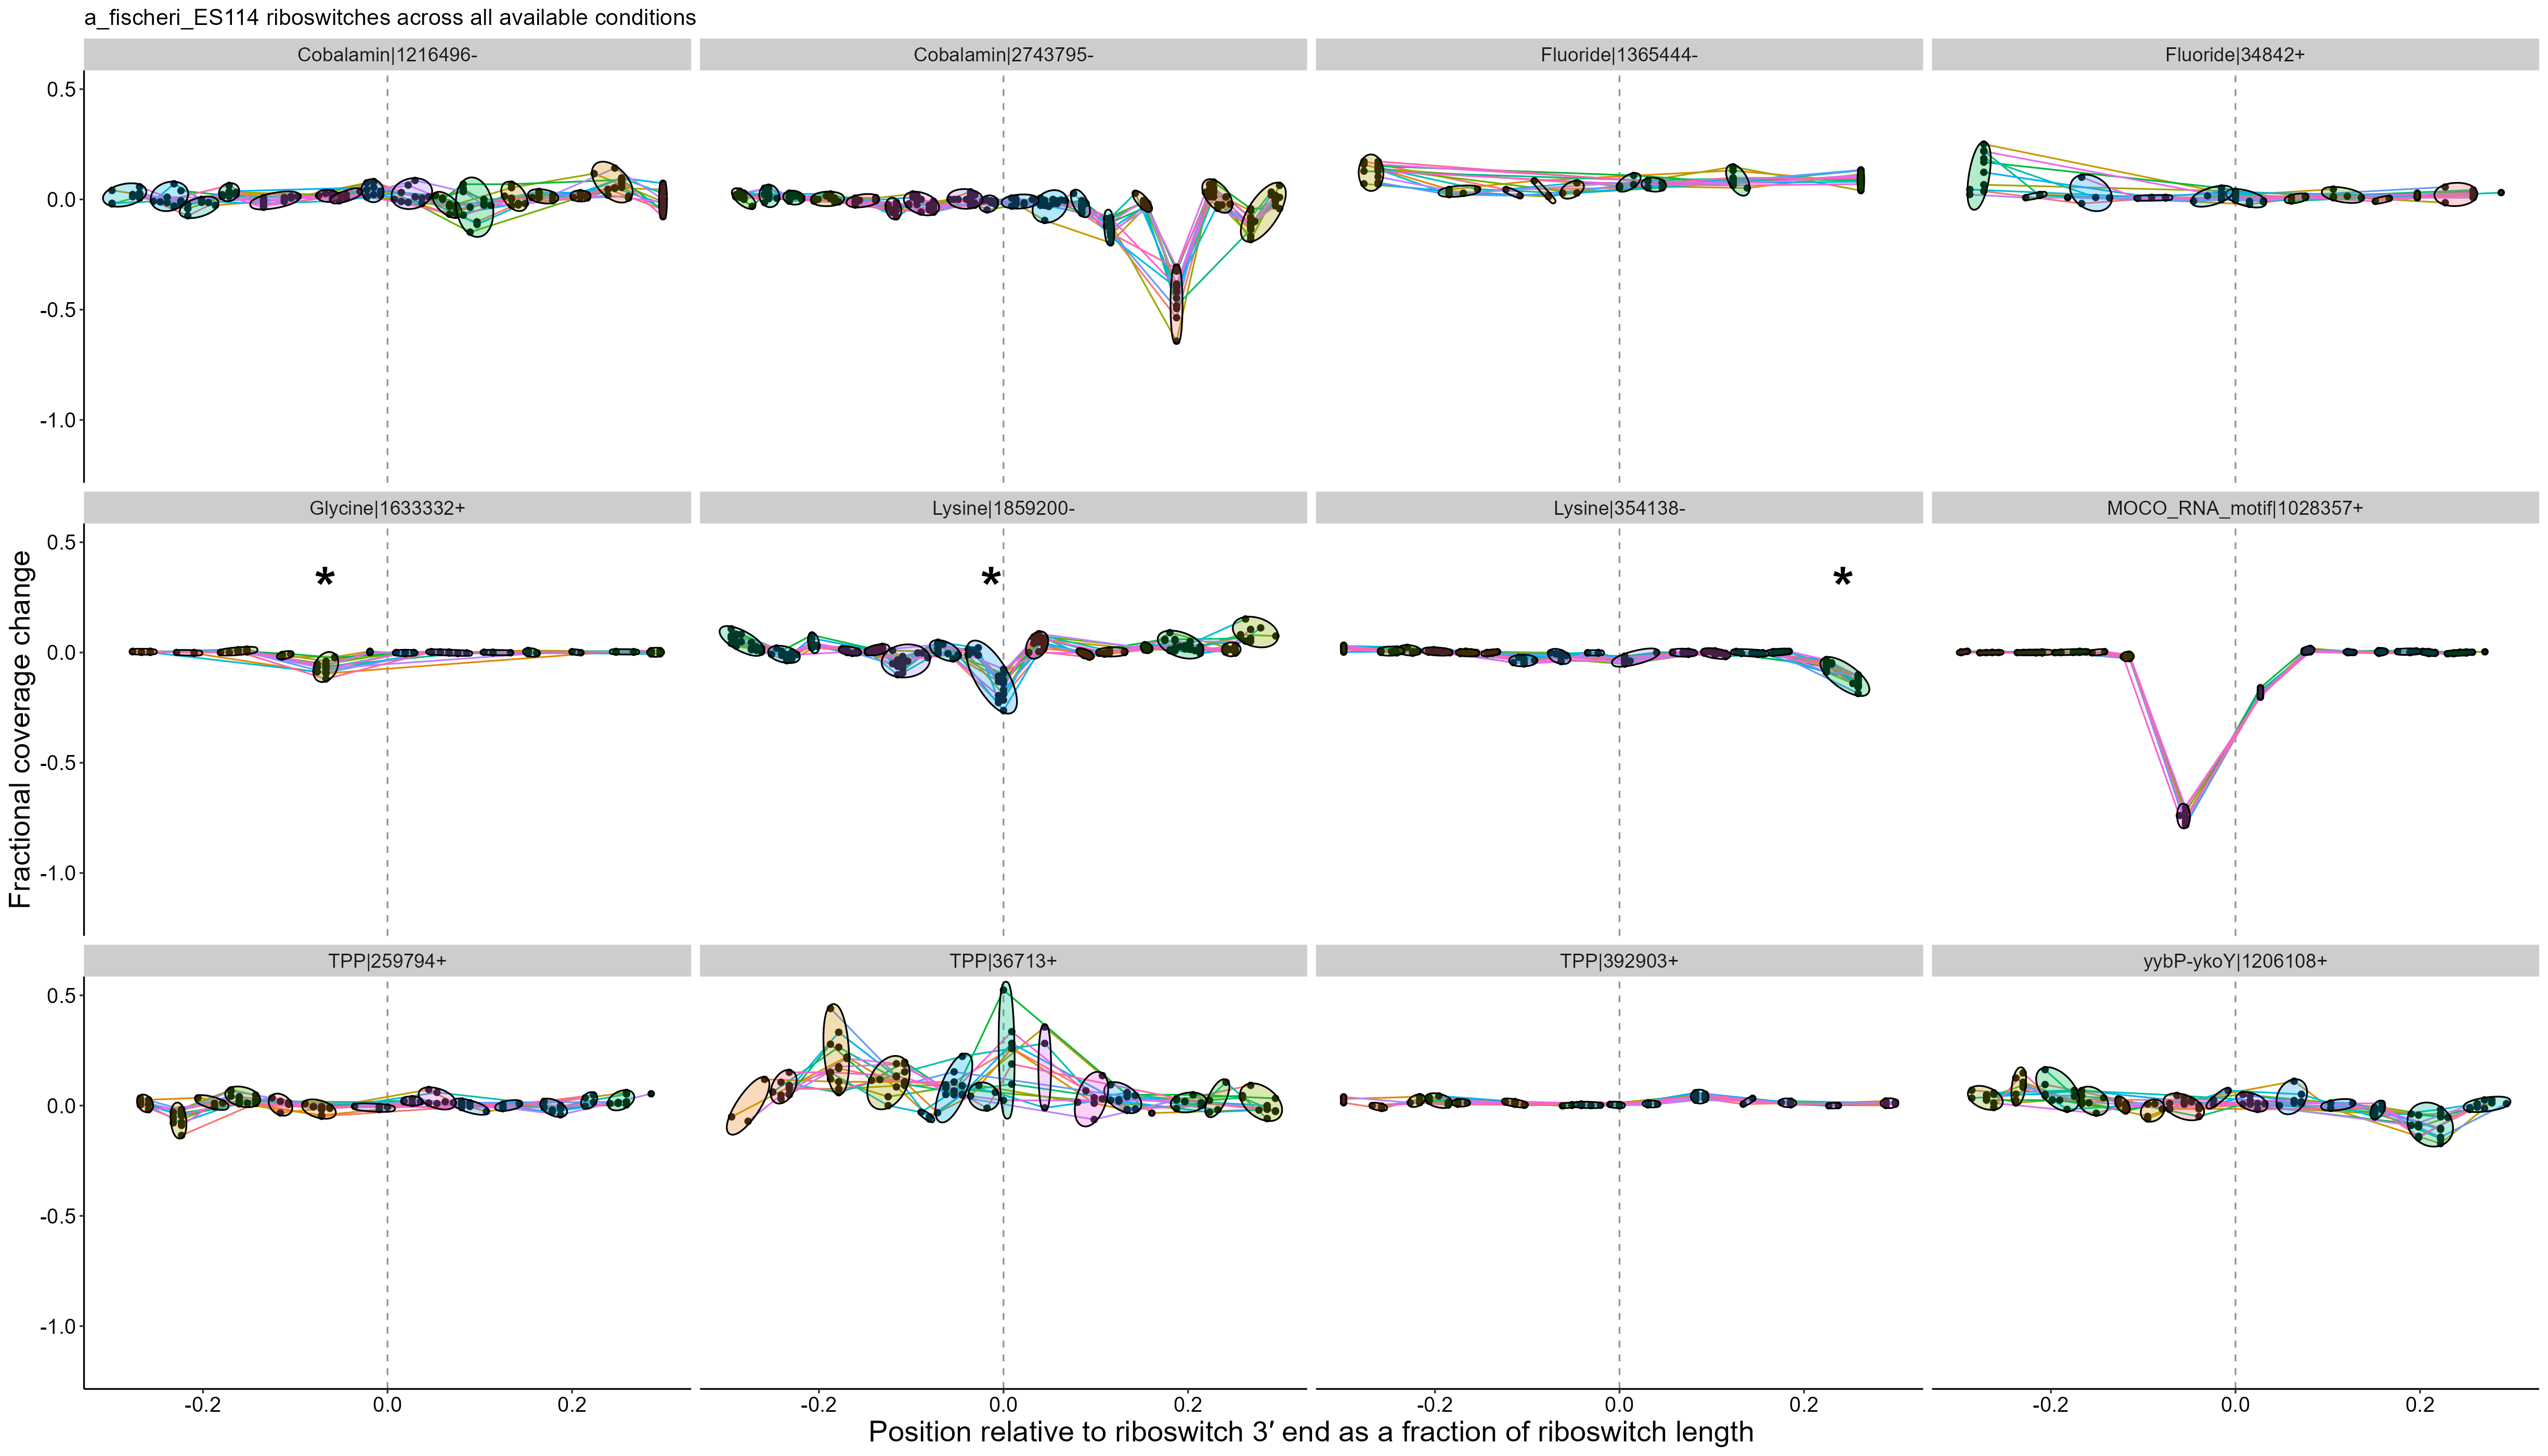 a_fischeri_ES114 riboswitches across all available conditions
Cobalamin|1216496-
Cobalamin|2743795-
Fluoride|1365444-
Fluoride|34842+
0.5
0.0
-0.5
-1.0
Glycine|1633332+
Lysine|1859200-
Lysine|354138-
MOCO_RNA_motif|1028357+
0.5
0.0
-0.5
-1.0
*
*
*
Fractional coverage change
TPP|259794+
TPP|36713+
TPP|392903+
yybP-ykoY|1206108+
0.5
0.0
-0.5
-1.0
-0.2 0.0 0.2
-0.2 0.0 0.2
-0.2 0.0 0.2
-0.2 0.0 0.2
Position relative to riboswitch 3′ end as a fraction of riboswitch length